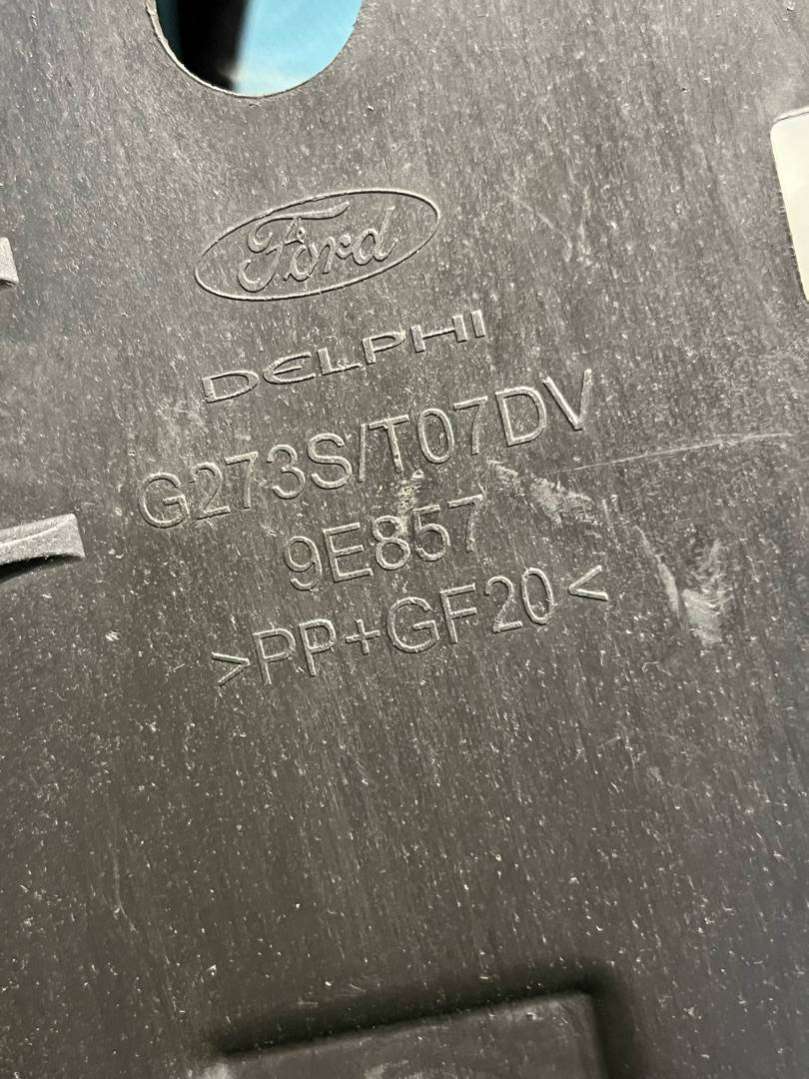 Ford
DELPHI
G273S/T07DV
9E857
>PP+GF20<